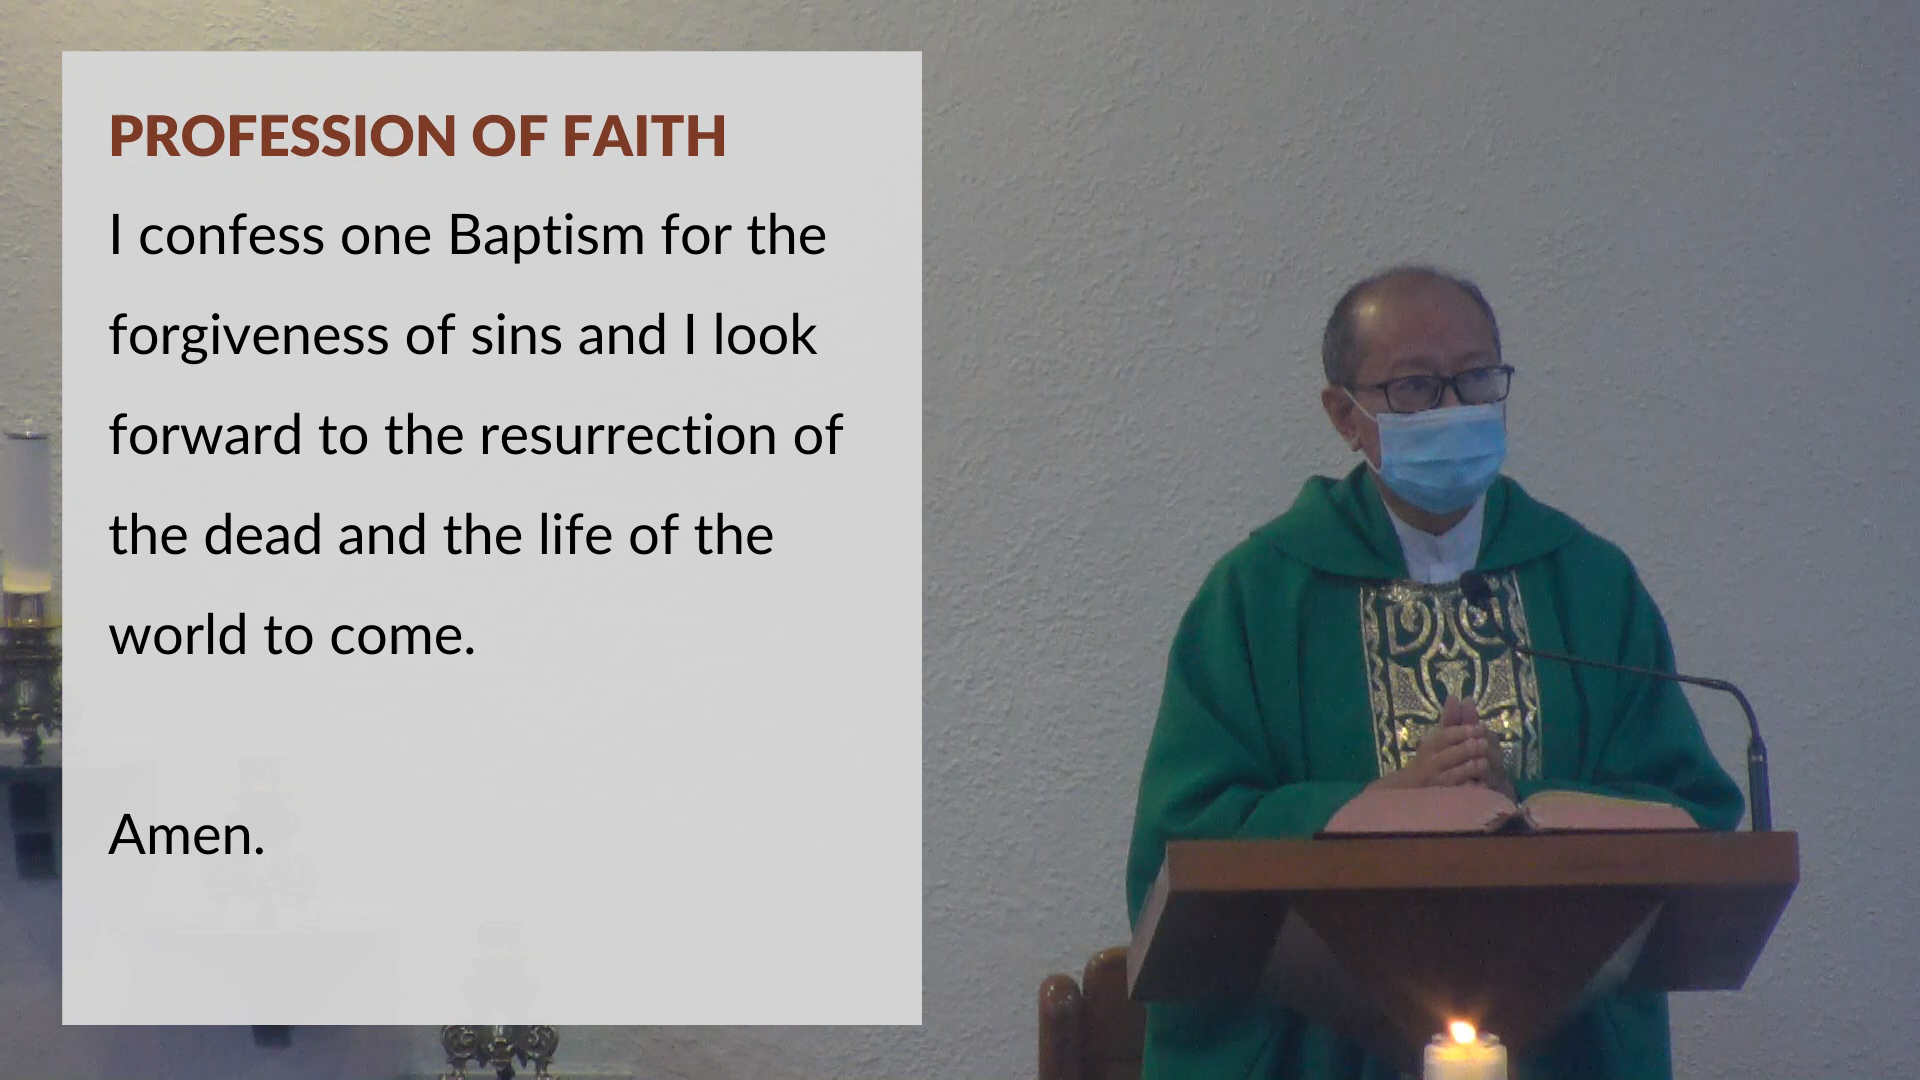 PROFESSION OF FAITH
I confess one Baptism for the
forgiveness of sins and I look
forward to the resurrection of
the dead and the life of the
world to come.
Amen.